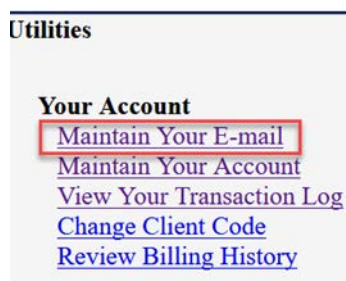 Utilities
Your Account
Maintain Your E-mail
Maintain Your Account
View Your Transaction Log
Change Client Code
Review Billing History